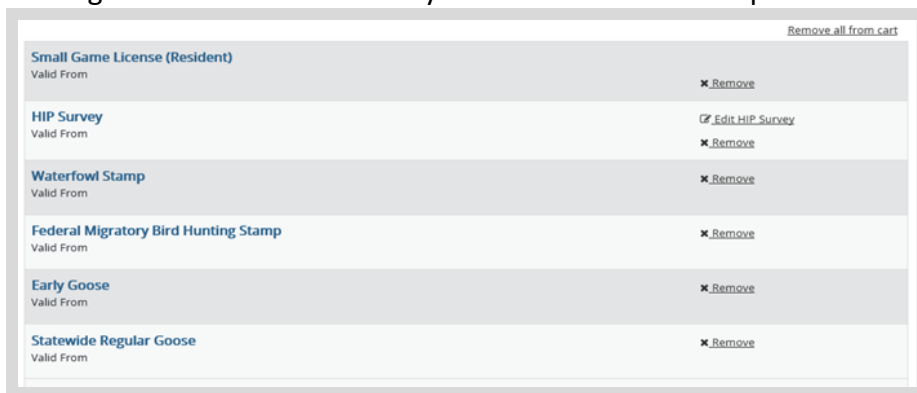 Remove all from cart
Small Game License (Resident)
Valid From
Remove
HIP Survey
Edit HIP Survey
Valid From
Remove
Waterfowl Stamp
Remove
Valid From
Federal Migratory Bird Hunting Stamp
Remove
Valid From
Early Goose
Remove
Valid From
Statewide Regular Goose
Remove
Valid From